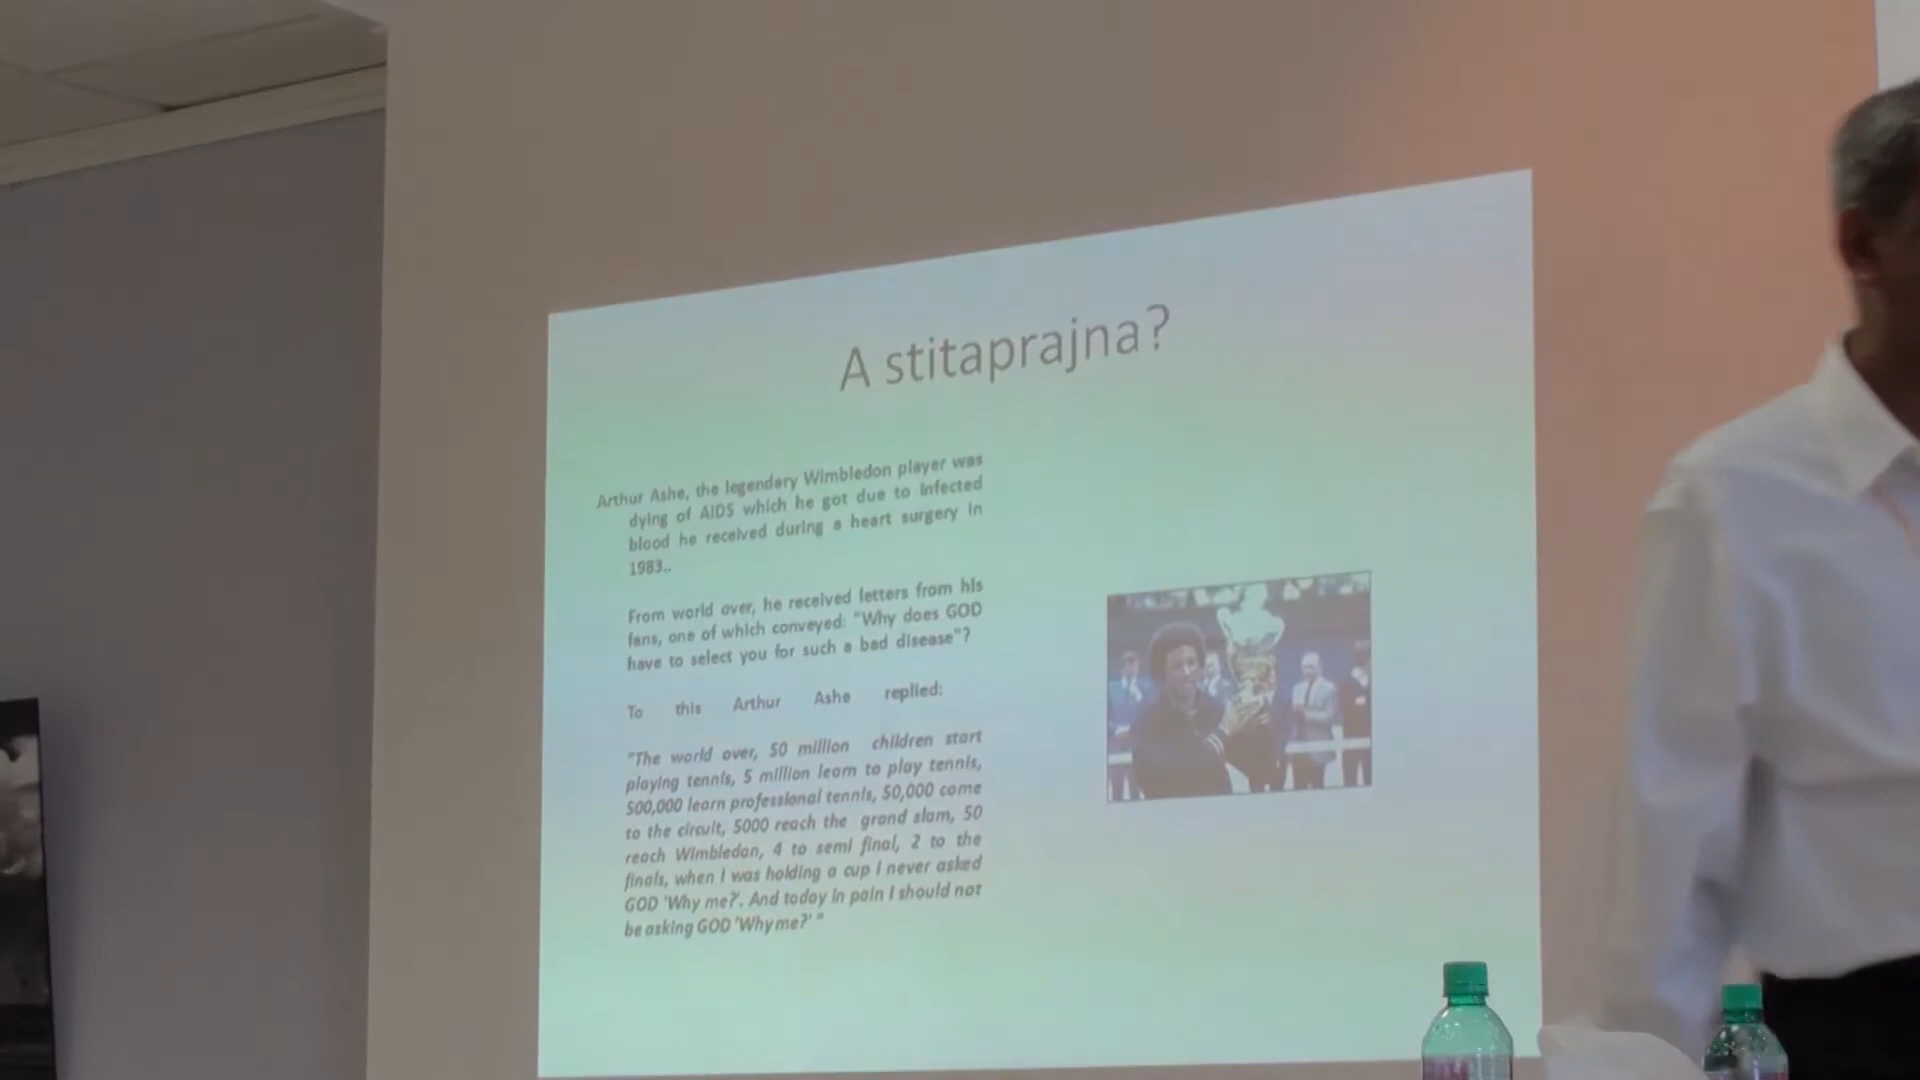 A stitaprajna?
Arthur Ashe, the legendary Wimbledon player was
dying of AIDS which he got due to Infected
blood he received during a heart surgery in
1983..
From world over, he received letters from his
fans, one of which conveyed: "Why does GOD
have to select you for such a bad disease"?
To this Arthur Ashe replied:
"The world over, 50 million children start
playing tennis, 5 million learn to play tennis,
500,000 learn professional tennis, 50,000 come
to the circuit, 5000 reach the grand slam, 50
reach Wimbledon, 4 to semi final, 2 to the
finals, when I was holding a cup I never asked
GOD 'Why me?'. And today in pain I should not
be asking GOD 'Why me?' "